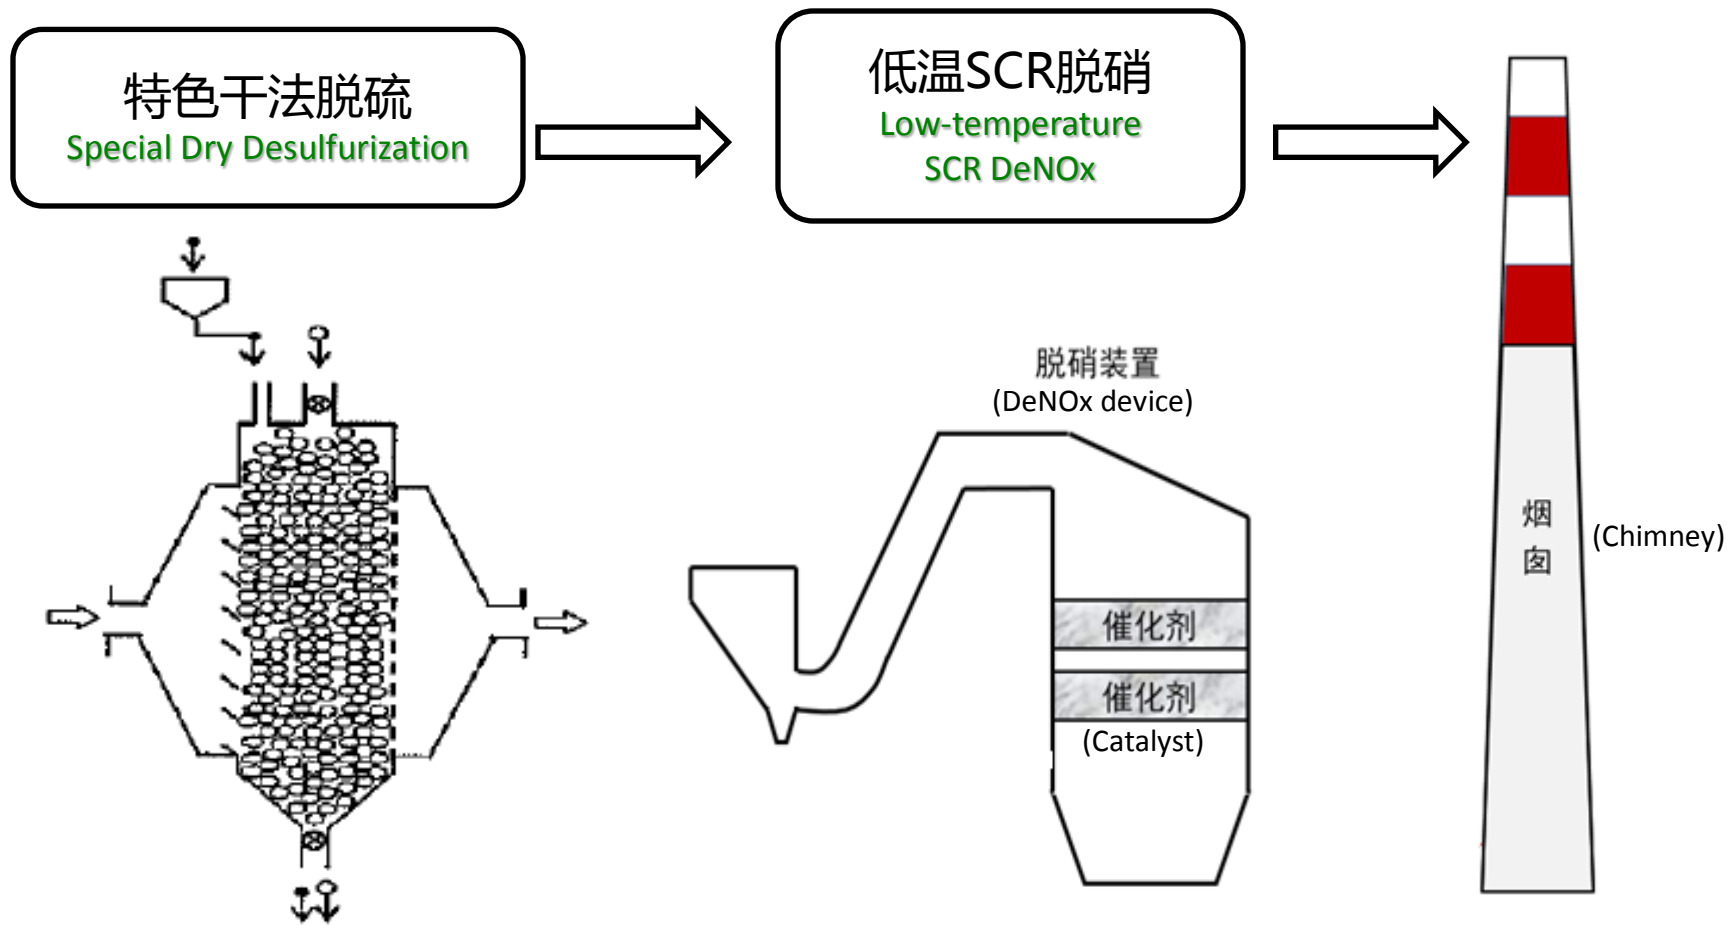 特色干法脱硫
Special Dry Desulfurization
低温SCR脱硝
Low-temperature
SCR DeNOx
脱硝装置
(DeNOx device)
催化剂
催化剂
(Catalyst)
烟
囱
(Chimney)